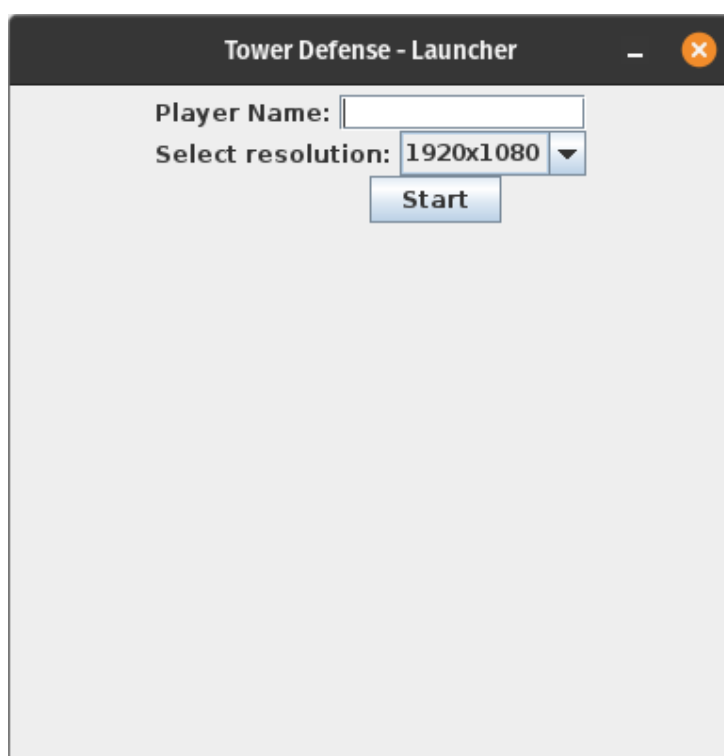 Tower Defense - Launcher
Player Name:
Select resolution: 1920x1080
Start